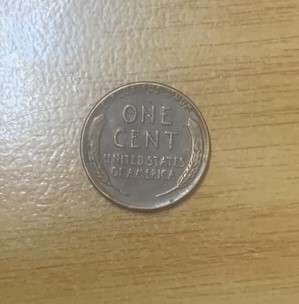 ONE
CENT
UNITED STATES
OF AMERICA